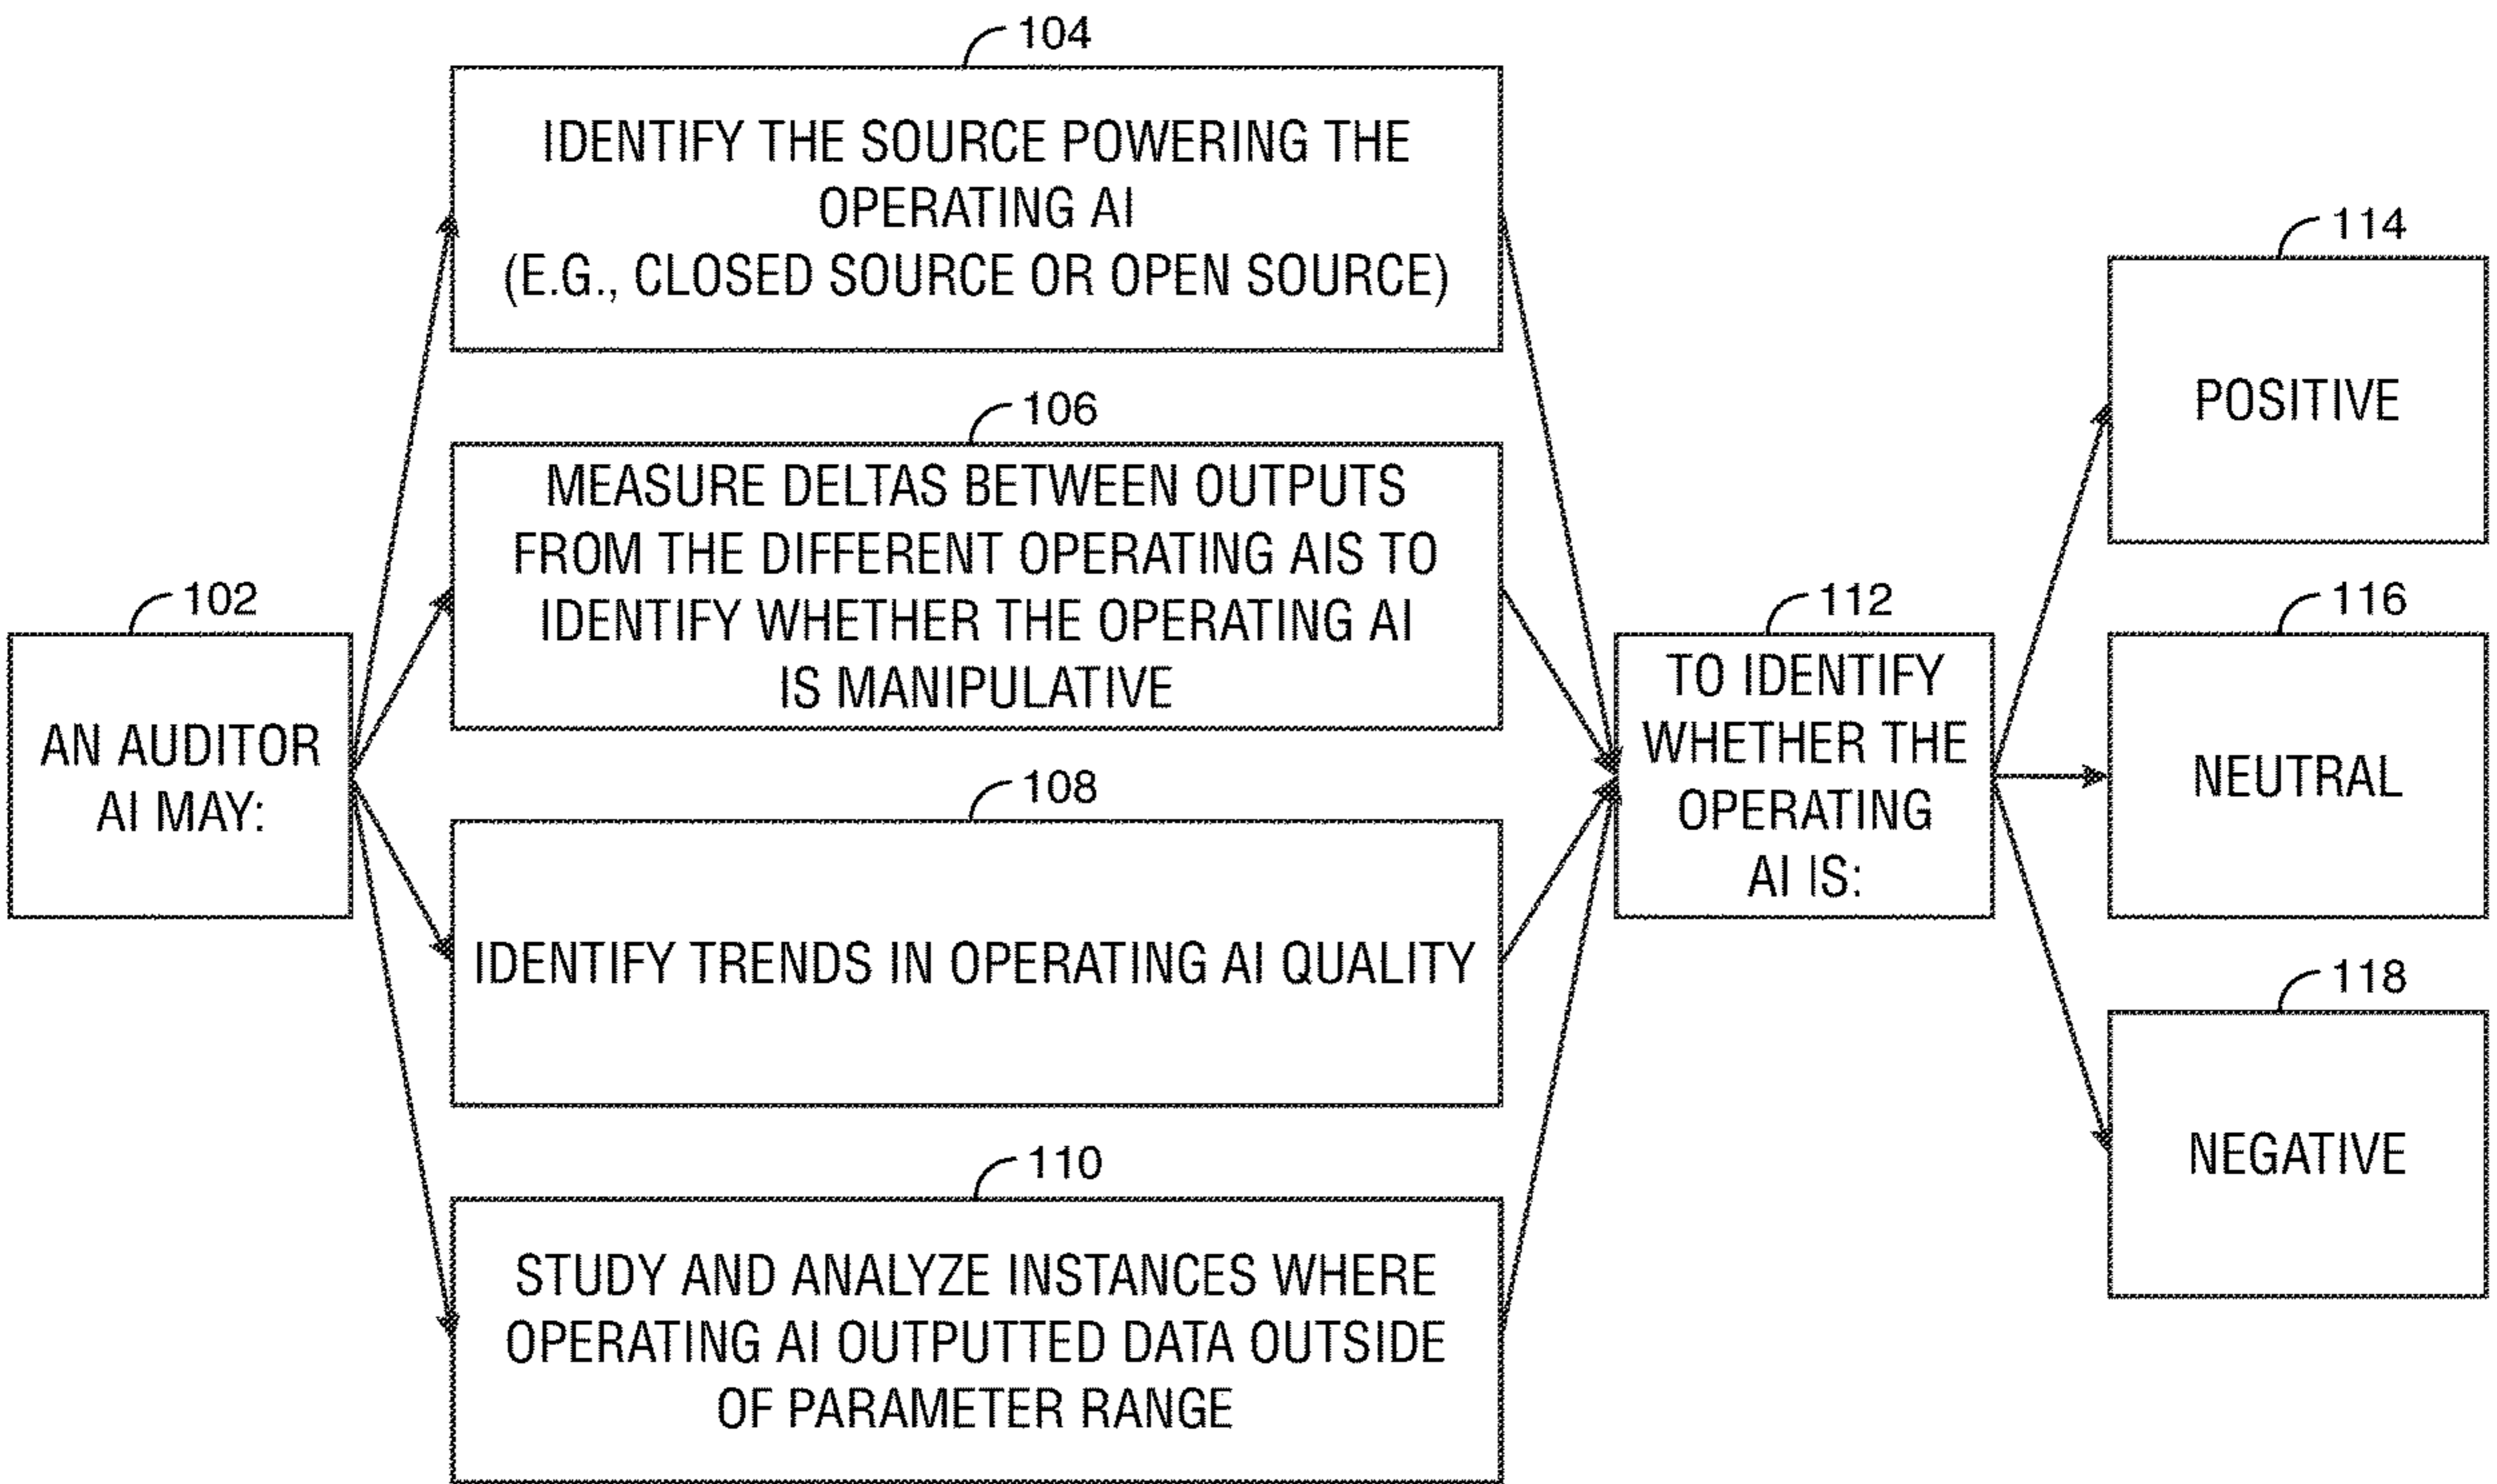 102
AN AUDITOR
AI MAY:
104
IDENTIFY THE SOURCE POWERING THE
OPERATING AI
(E.G., CLOSED SOURCE OR OPEN SOURCE)
106
MEASURE DELTAS BETWEEN OUTPUTS
FROM THE DIFFERENT OPERATING AIS TO
IDENTIFY WHETHER THE OPERATING AI
IS MANIPULATIVE
108
IDENTIFY TRENDS IN OPERATING AI QUALITY
110
STUDY AND ANALYZE INSTANCES WHERE
OPERATING AI OUTPUTTED DATA OUTSIDE
OF PARAMETER RANGE
112
TO IDENTIFY
WHETHER THE
OPERATING
AI IS:
114
POSITIVE
116
NEUTRAL
118
NEGATIVE